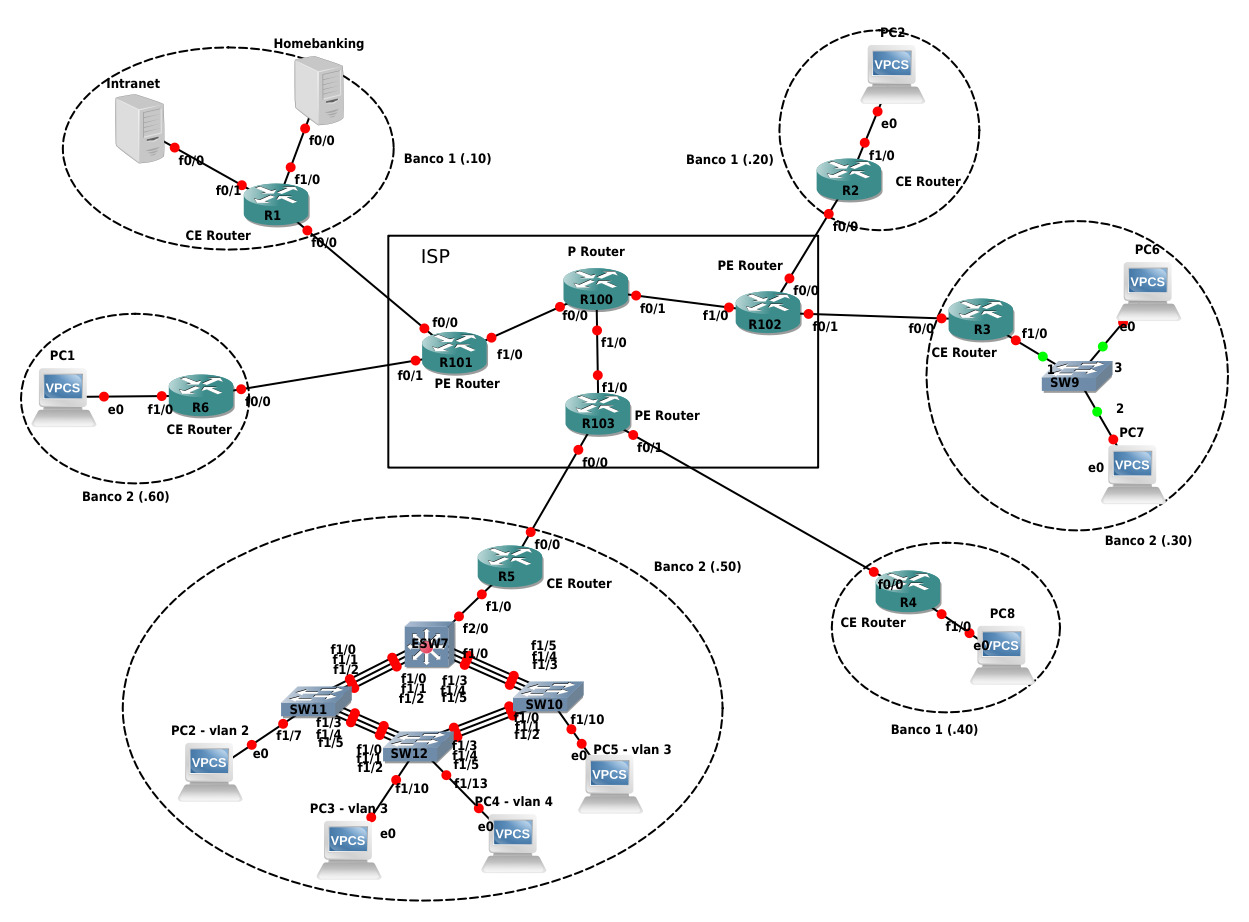 Homebanking
Intranet
f0/0
f0/0
f0/1
f1/0
R1
CE Router
f0/0
Banco 1 (.10)
PC2
VPCS
e0
f1/0
R2
CE Router
f0/0
Banco 1 (.20)
ISP
P Router
R100
f0/0
f0/1
f1/0
PE Router
f0/0
f1/0
R102
f0/1
f0/0
R101
f1/0
f0/1
PE Router
f1/0
R103
PE Router
f0/0
f0/1
PC6
VPCS
e0
f0/0
R3
f1/0
CE Router
1
3
SW9
2
PC7
e0
VPCS
Banco 2 (.30)
PC1
VPCS
e0
f1/0
R6
f0/0
CE Router
Banco 2 (.60)
f0/0
R5
CE Router
f1/0
Banco 2 (.50)
f2/0
ESW7
f1/0
f1/0
f1/1
f1/2
f1/5
f1/4
f1/3
f1/0
f1/1
f1/2
f1/3
f1/4
f1/5
SW11
f1/3
f1/4
f1/5
SW10
f1/0
f1/1
f1/2
f1/10
f1/7
f1/0
f1/1
f1/2
SW12
f1/3
f1/4
f1/5
f1/10
f1/13
PC2 - vlan 2
e0
VPCS
PC3 - vlan 3
e0
VPCS
PC4 - vlan 4
e0
VPCS
PC5 - vlan 3
e0
VPCS
f0/0
R4
CE Router
f1/0
PC8
e0
VPCS
Banco 1 (.40)